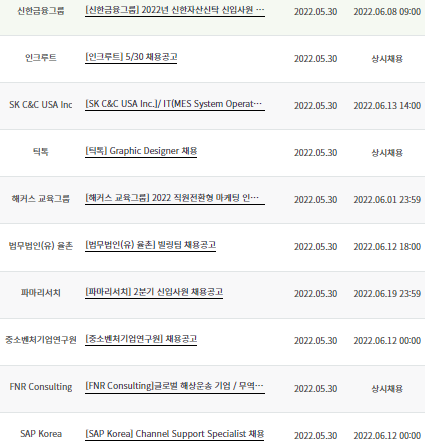 신한금융그룹 [신한금융그룹] 2022년 신한자산신탁 신입사원 ··· 2022.05.30 2022.06.08 09:00
인크루트 [인크루트] 5/30 채용공고 2022.05.30 상시채용
SK C&C USA Inc [SK C&C USA Inc.]/ IT(MES System Operat··· 2022.05.30 2022.06.13 14:00
틱톡 [틱톡] Graphic Designer 채용 2022.05.30 상시채용
해커스 교육그룹 [해커스 교육그룹] 2022 직원전환형 마케팅 인··· 2022.05.30 2022.06.01 23:59
법무법인(유) 율촌 [법무법인(유) 율촌] 빌링팀 채용공고 2022.05.30 2022.06.12 18:00
파마리서치 [파마리서치] 2분기 신입사원 채용공고 2022.05.30 2022.06.19 23:59
중소벤처기업연구원 [중소벤처기업연구원] 채용공고 2022.05.30 2022.06.12 00:00
FNR Consulting [FNR Consulting]글로벌 해상운송 기업 / 무역··· 2022.05.30 상시채용
SAP Korea [SAP Korea] Channel Support Specialist 채용 2022.05.30 2022.06.12 00:00